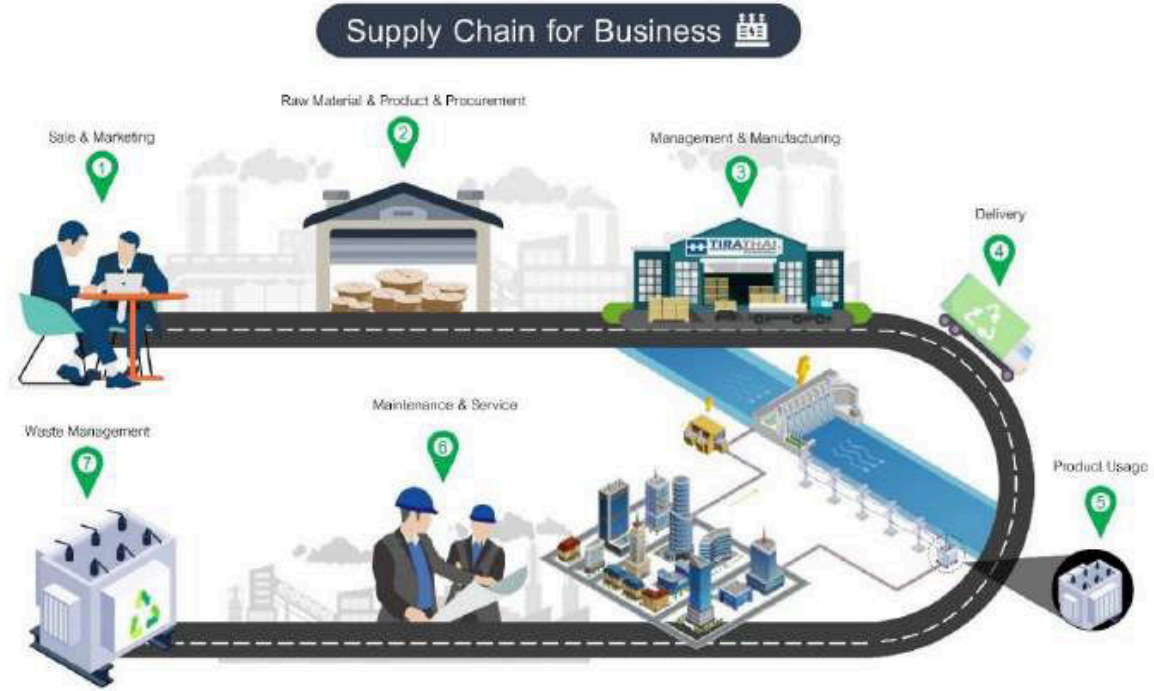 Supply Chain for Business
Raw Material & Product & Procurement
2
Sale & Marketing
1
Management & Manufacturing
3
TIRATHAI
Delivery
4
Maintenance & Service
6
Waste Management
7
Product Usage
5